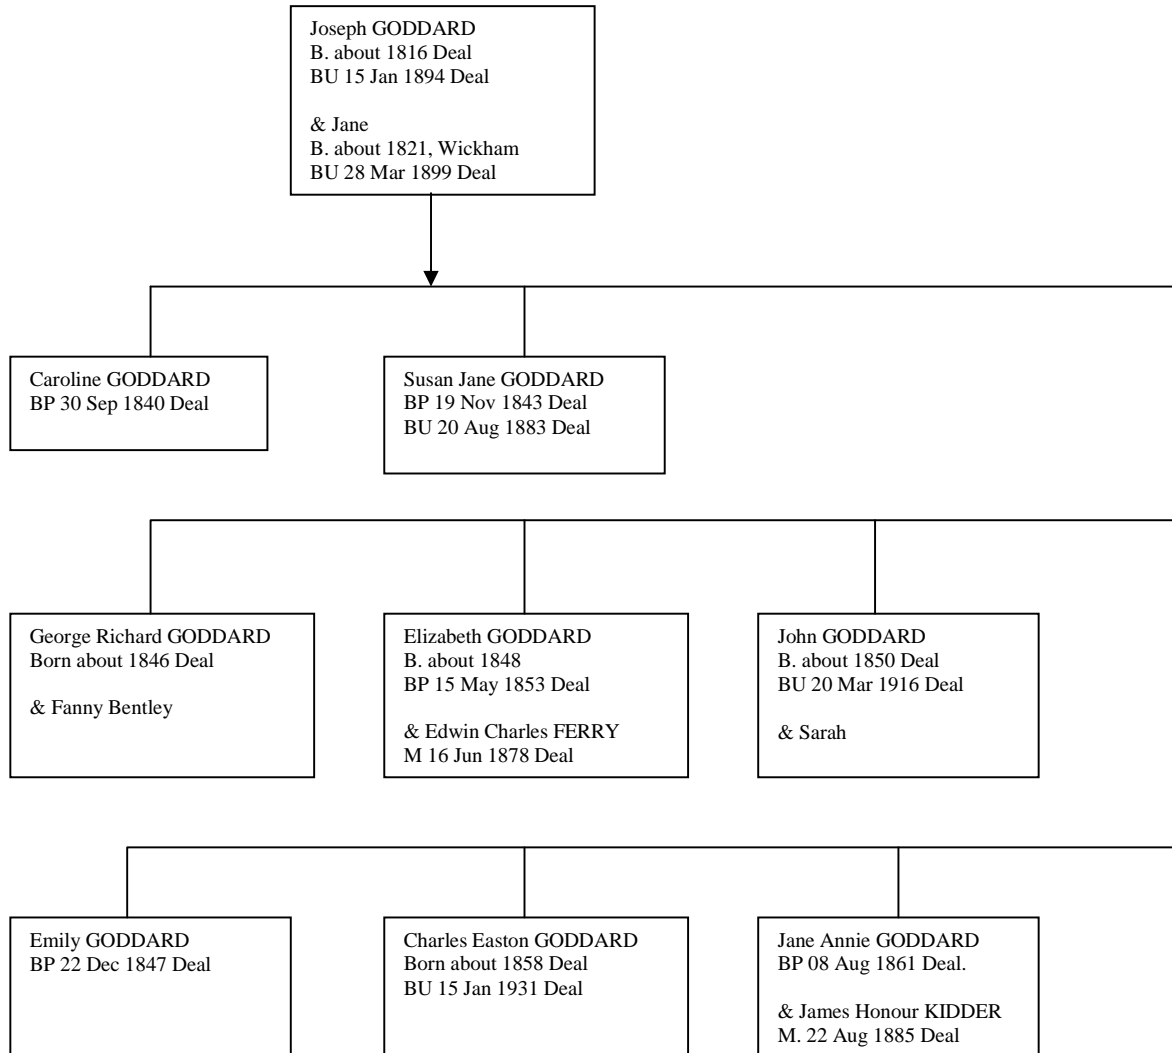 Joseph GODDARD
B. about 1816 Deal
BU 15 Jan 1894 Deal
& Jane
B. about 1821, Wickham
BU 28 Mar 1899 Deal
Caroline GODDARD
BP 30 Sep 1840 Deal
Susan Jane GODDARD
BP 19 Nov 1843 Deal
BU 20 Aug 1883 Deal
George Richard GODDARD
Born about 1846 Deal
& Fanny Bentley
Elizabeth GODDARD
B. about 1848
BP 15 May 1853 Deal
& Edwin Charles FERRY
M 16 Jun 1878 Deal
John GODDARD
B. about 1850 Deal
BU 20 Mar 1916 Deal
& Sarah
Emily GODDARD
BP 22 Dec 1847 Deal
Charles Easton GODDARD
Born about 1858 Deal
BU 15 Jan 1931 Deal
Jane Annie GODDARD
BP 08 Aug 1861 Deal.
& James Honour KIDDER
M. 22 Aug 1885 Deal